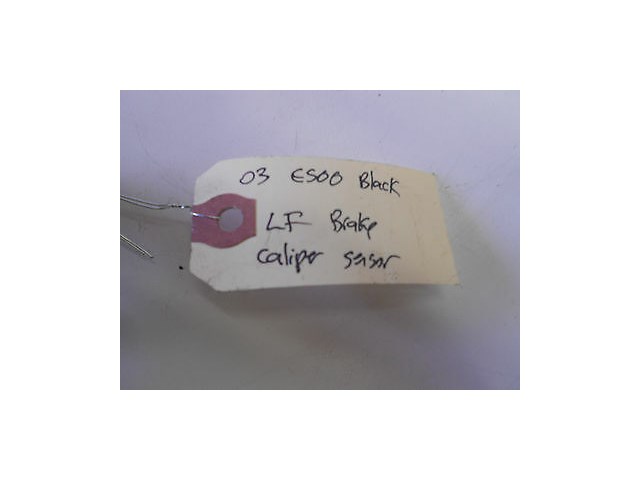 03 E500 Black
LF Brake
caliper sensor